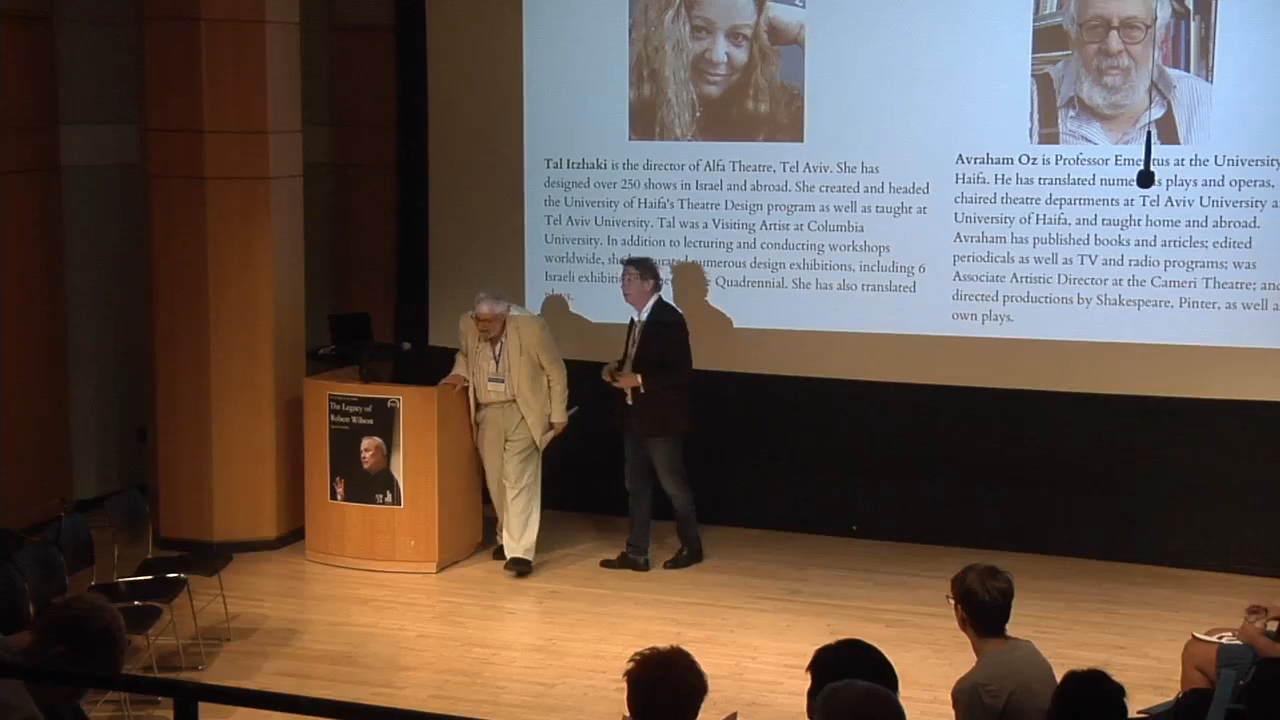 Tal Itzhaki is the director of Alfa Theatre, Tel Aviv. She has
designed over 250 shows in Israel and abroad. She created and headed
the University of Haifa's Theatre Design program as well as taught at
Tel Aviv University. Tal was a Visiting Artist at Columbia
University. In addition to lecturing and conducting workshops
worldwide, numerous design exhibitions, including 6
Israeli Quadrennial. She has also translated
plays.
Avraham Oz is Professor Emeritus at the University
Haifa. He has translated numerous plays and operas,
chaired theatre departments at Tel Aviv University
University of Haifa, and taught home and abroad.
Avraham has published books and articles; edited
periodicals as well as TV and radio programs; was
Associate Artistic Director at the Cameri Theatre; and
directed productions by Shakespeare, Pinter, as well
own plays.
The Legacy of
Robert Wilson